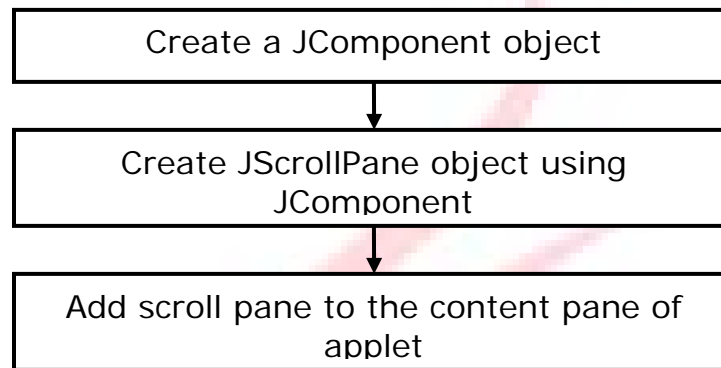 Create a JComponent object
Create JScrollPane object using
JComponent
Add scroll pane to the content pane of
applet